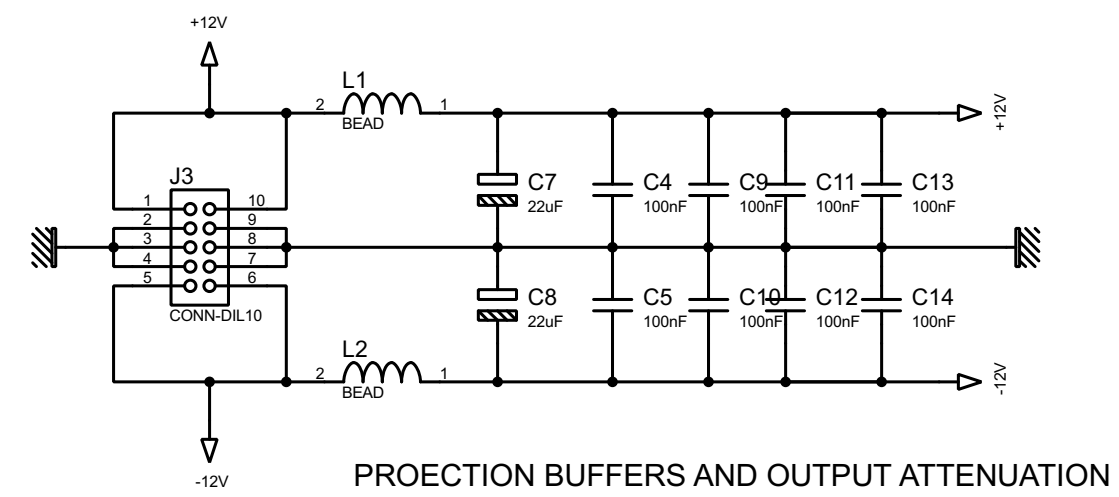 +12V
L1
2 1
BEAD
+12V
J3
1 10
2 9
3 8
4 7
5 6
CONN-DIL10
C7
22uF
C4
100nF
C9
100nF
C11
100nF
C13
100nF
C8
22uF
C5
100nF
C10
100nF
C12
100nF
C14
100nF
L2
2 1
BEAD
-12V
-12V
PROECTION BUFFERS AND OUTPUT ATTENUATION